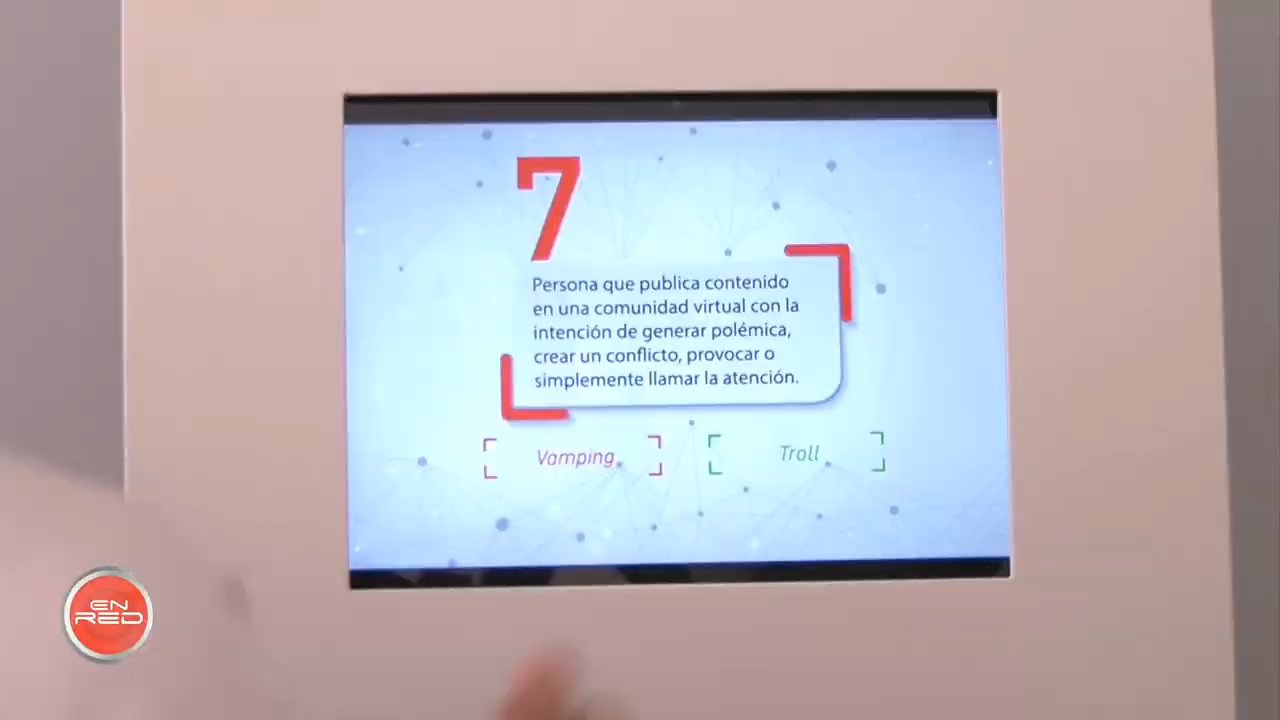 7
Persona que publica contenido
en una comunidad virtual con la
intención de generar polémica,
crear un conflicto, provocar o
simplemente llamar la atención.
Vamping
Troll
EN
RED